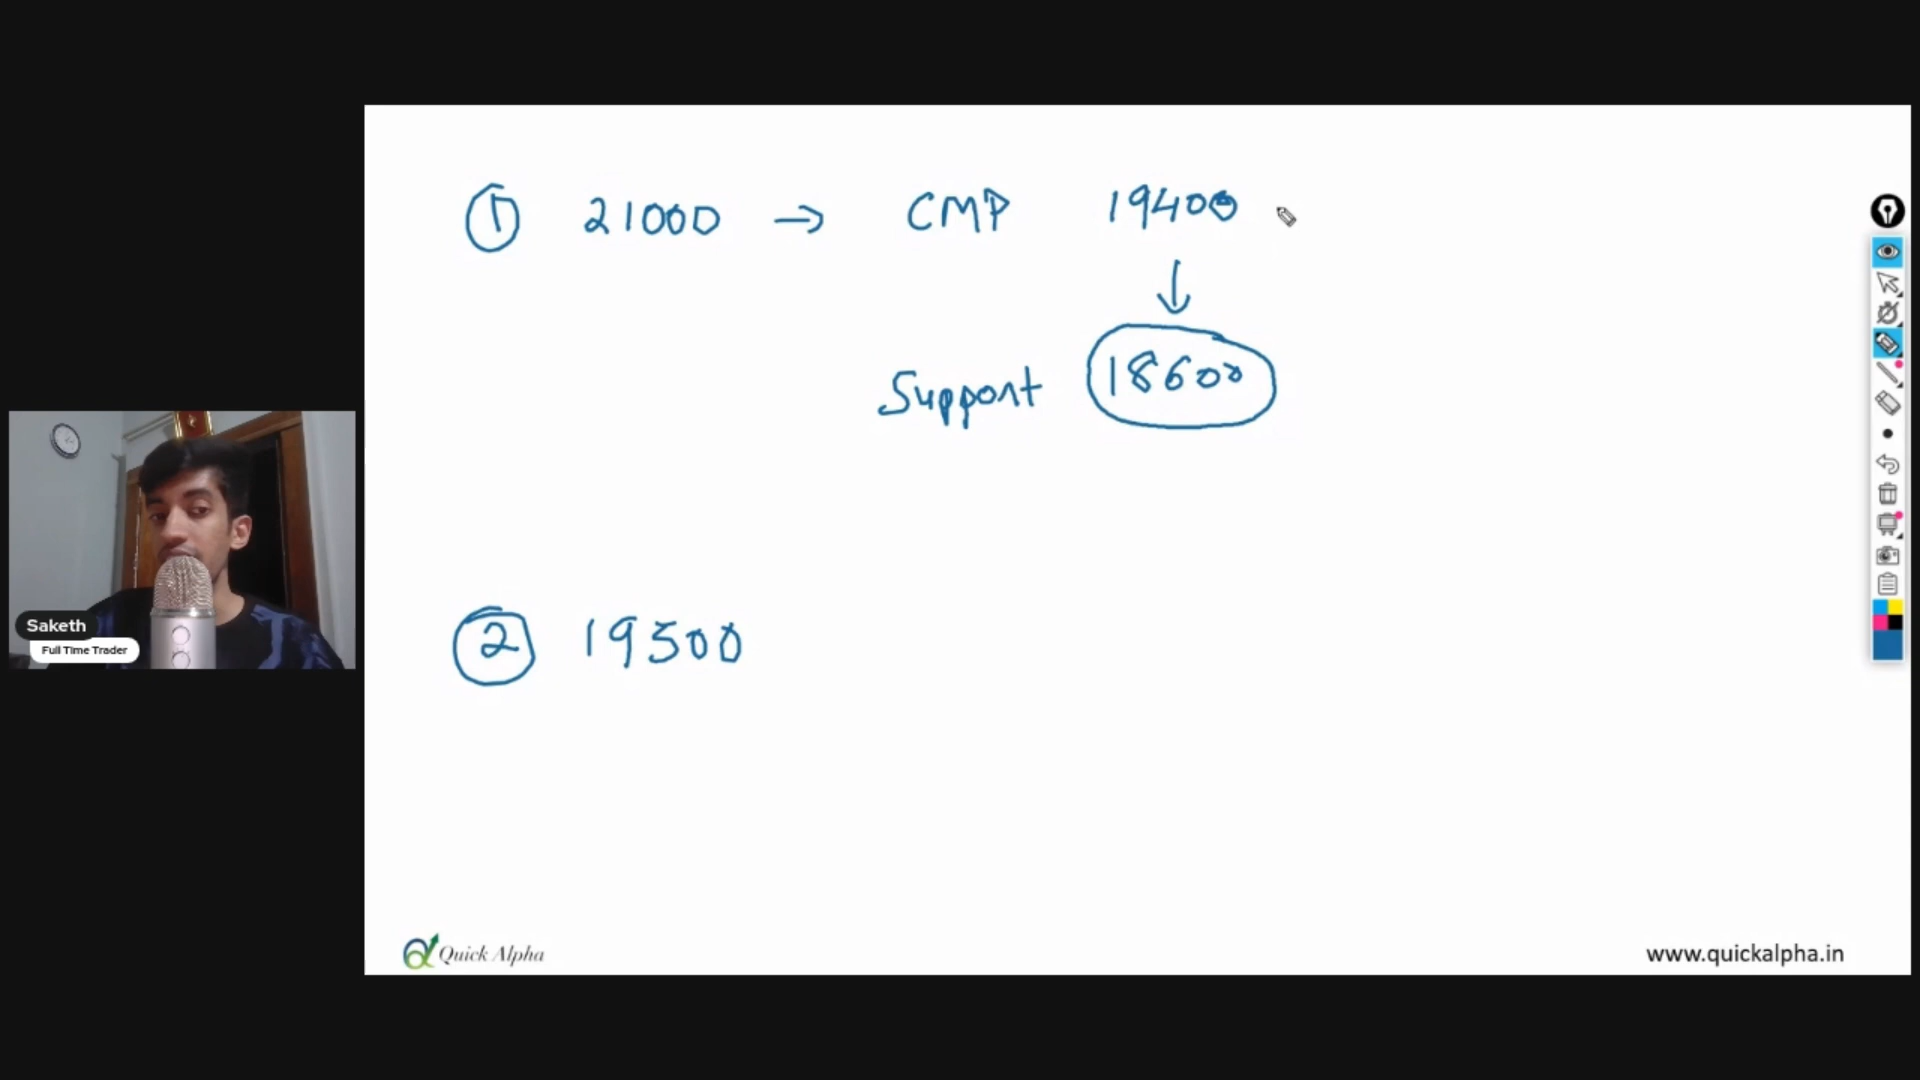 ① 21000 → CMP 19400
↓
Support 18600
② 19500
Saketh
Full Time Trader
Quick Alpha
www.quickalpha.in